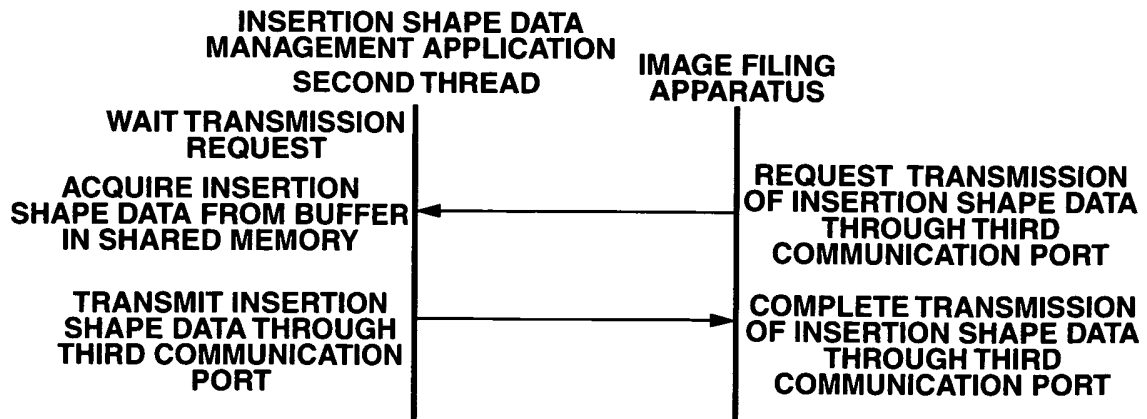 INSERTION SHAPE DATA
MANAGEMENT APPLICATION
SECOND THREAD
IMAGE FILING
APPARATUS
WAIT TRANSMISSION
REQUEST
ACQUIRE INSERTION
SHAPE DATA FROM BUFFER
IN SHARED MEMORY
REQUEST TRANSMISSION
OF INSERTION SHAPE DATA
THROUGH THIRD
COMMUNICATION PORT
TRANSMIT INSERTION
SHAPE DATA THROUGH
THIRD COMMUNICATION
PORT
COMPLETE TRANSMISSION
OF INSERTION SHAPE DATA
THROUGH THIRD
COMMUNICATION PORT